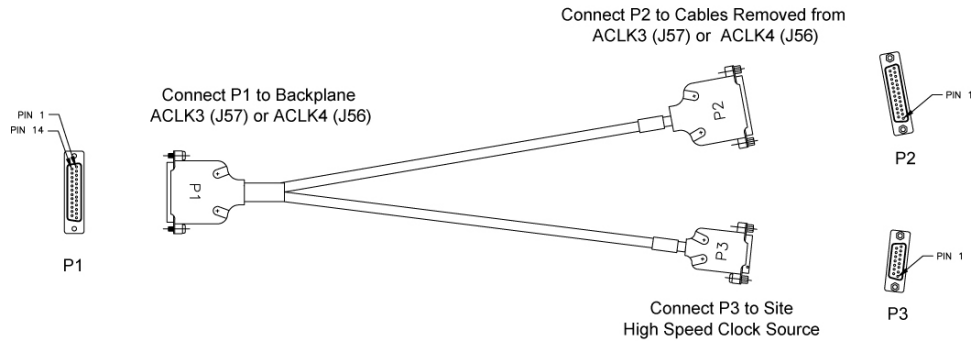 Connect P2 to Cables Removed from
ACLK3 (J57) or ACLK4 (J56)
PIN 1
P2
Connect P1 to Backplane
ACLK3 (J57) or ACLK4 (J56)
PIN 1
PIN 14
P1
P1
P2
P3
PIN 1
P3
Connect P3 to Site
High Speed Clock Source